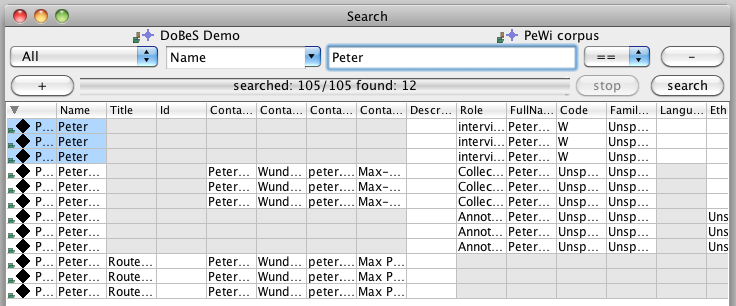 Search
DoBeS Demo PeWi corpus
All Name Peter == -
+ searched: 105/105 found: 12 stop search
Name Title Id Conta... Conta... Conta... Conta... Descr... Role FullNa... Code Famil... Langu... Eth
P... Peter intervi... Peter... W Unsp...
P... Peter intervi... Peter... W Unsp...
P... Peter intervi... Peter... W Unsp...
P... Peter... Peter... Wund... peter.... Max-... Collec... Peter... Unsp... Unsp...
P... Peter... Peter... Wund... peter.... Max-... Collec... Peter... Unsp... Unsp...
P... Peter... Peter... Wund... peter.... Max-... Collec... Peter... Unsp... Unsp...
P... Peter... Annot... Peter... Unsp... Unsp... Uns
P... Peter... Annot... Peter... Unsp... Unsp... Uns
P... Peter... Annot... Peter... Unsp... Unsp... Uns
P... Peter... Route... Peter... Wund... peter.... Max P...
P... Peter... Route... Peter... Wund... peter.... Max P...
P... Peter... Route... Peter... Wund... peter.... Max P...